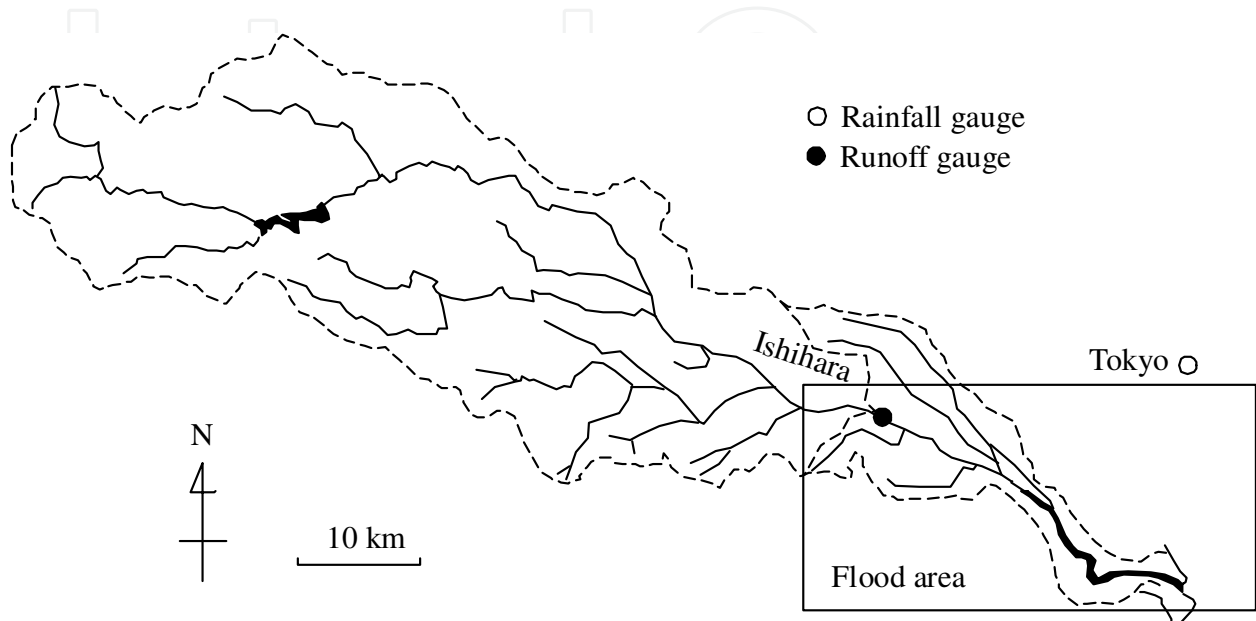 Rainfall gauge
Runoff gauge
Ishihara
Tokyo
N
10 km
Flood area